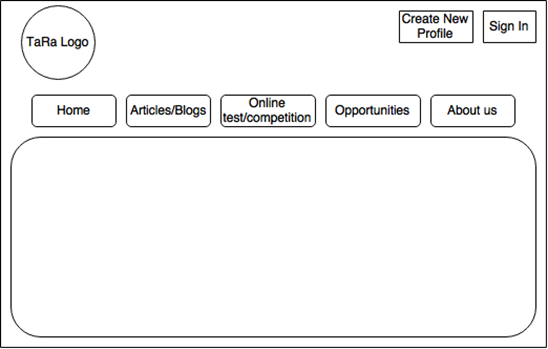 TaRa Logo
Create New
Profile
Sign In
Home
Articles/Blogs
Online
test/competition
Opportunities
About us